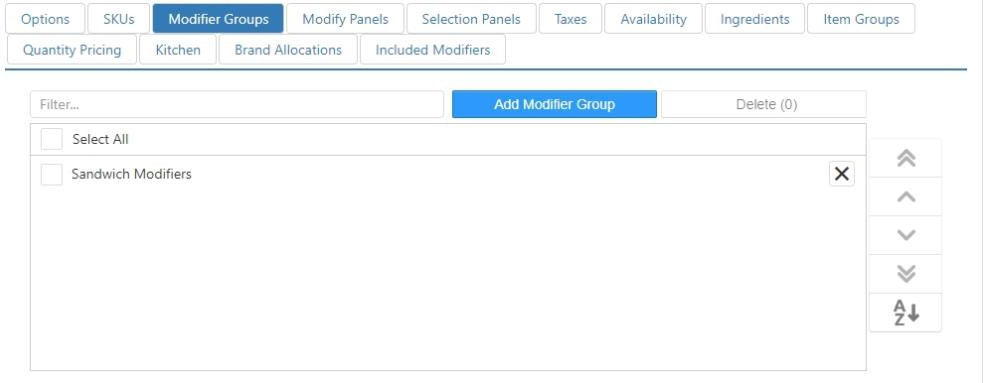 Options SKUs Modifier Groups Modify Panels Selection Panels Taxes Availability Ingredients Item Groups
Quantity Pricing Kitchen Brand Allocations Included Modifiers
Filter... Add Modifier Group Delete (0)
Select All
Sandwich Modifiers
A
Z